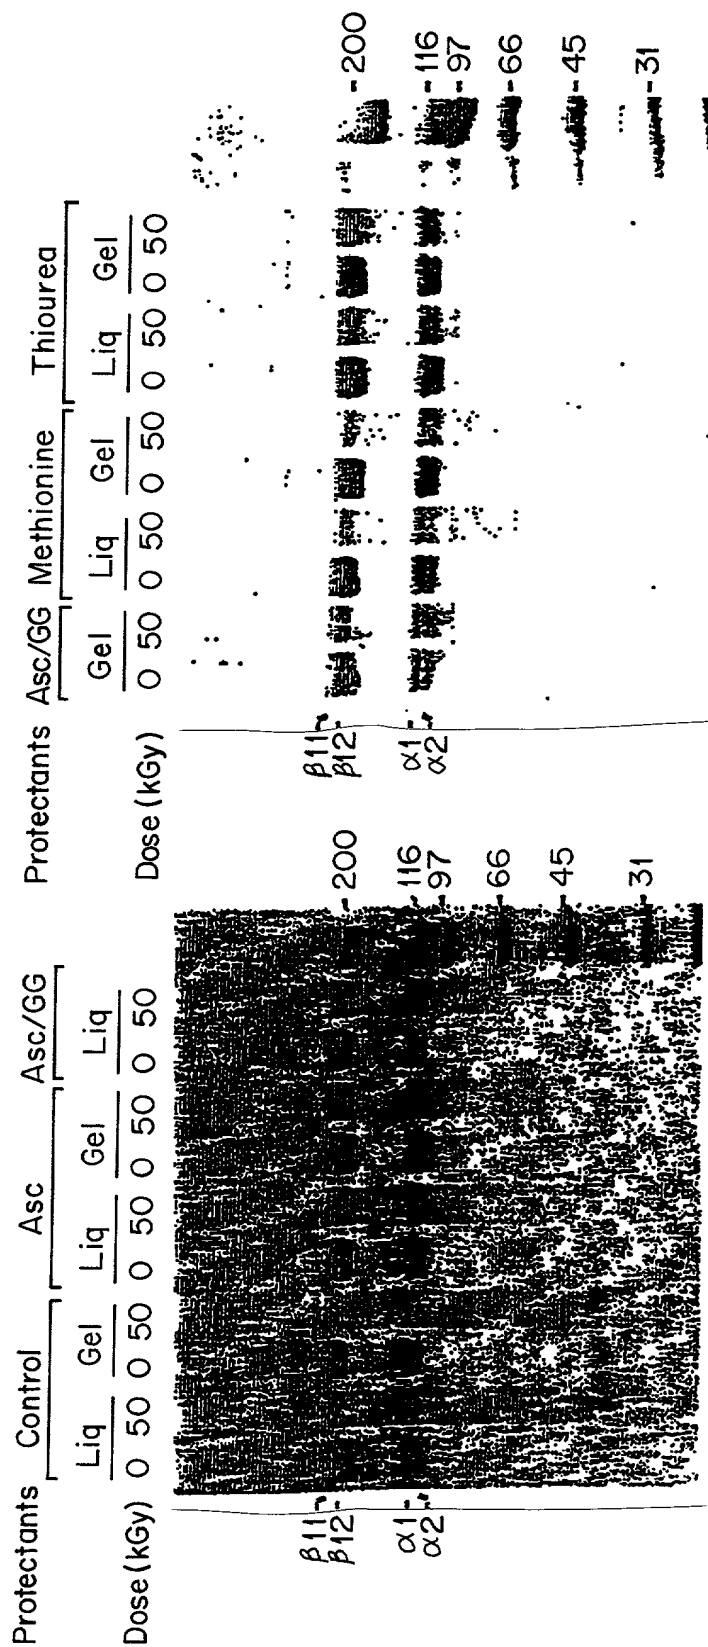 Protectants Control Asc Asc/GG
Liq Gel Liq Gel Liq
Dose (kGy) 0 50 0 50 0 50 0 50 0 50
β11
β12
α1
α2
-200
-116
-97
-66
-45
-31
Protectants Asc/GG Methionine Thiourea
Gel Liq Gel Liq Gel
Dose (kGy) 0 50 0 50 0 50 0 50 0 50
β11
β12
α1
α2
-200
-116
-97
-66
-45
-31